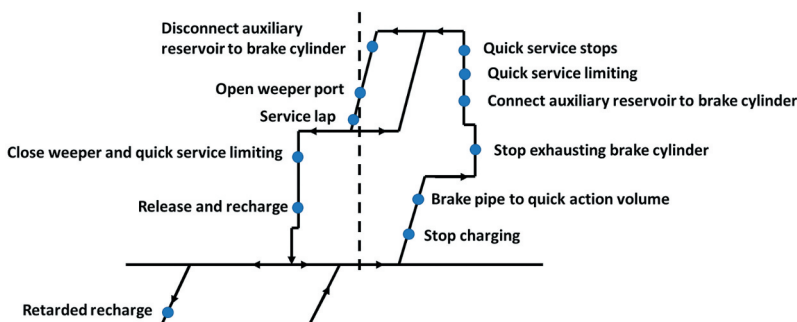 Disconnect auxiliary
reservoir to brake cylinder
Quick service stops
Quick service limiting
Open weeper port
Connect auxiliary reservoir to brake cylinder
Service lap
Close weeper and quick service limiting
Stop exhausting brake cylinder
Release and recharge
Brake pipe to quick action volume
Stop charging
Retarded recharge